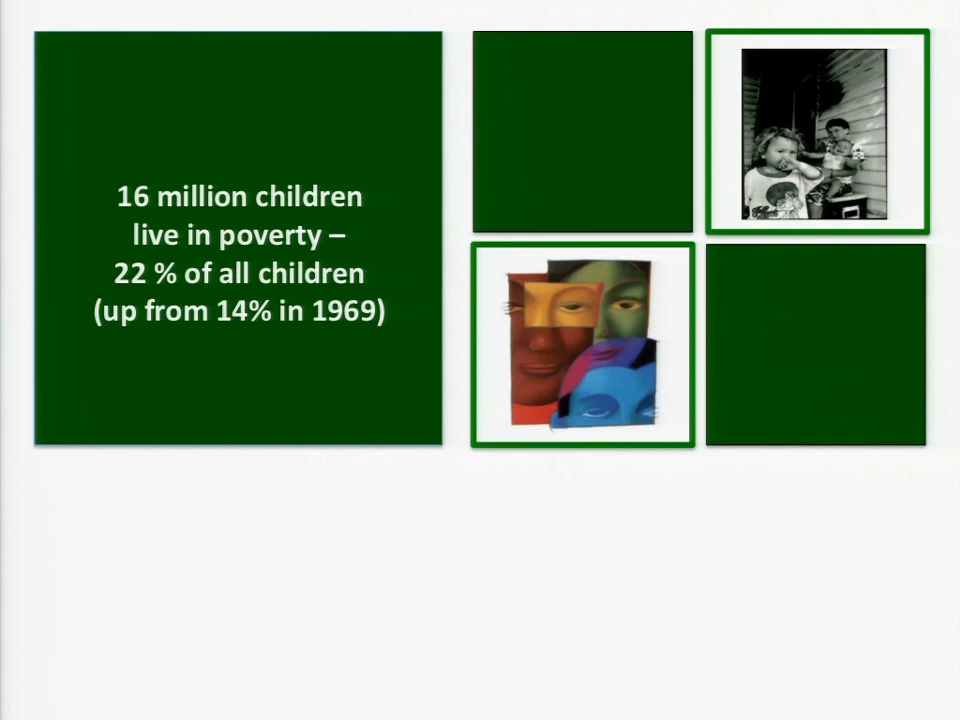 16 million children
live in poverty –
22 % of all children
(up from 14% in 1969)